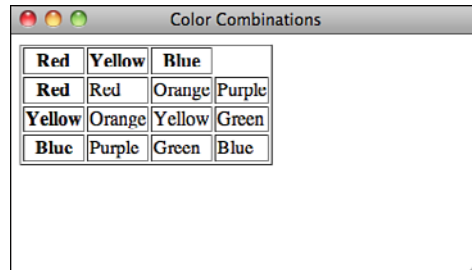 Color Combinations
Red Yellow Blue
Red Red Orange Purple
Yellow Orange Yellow Green
Blue Purple Green Blue